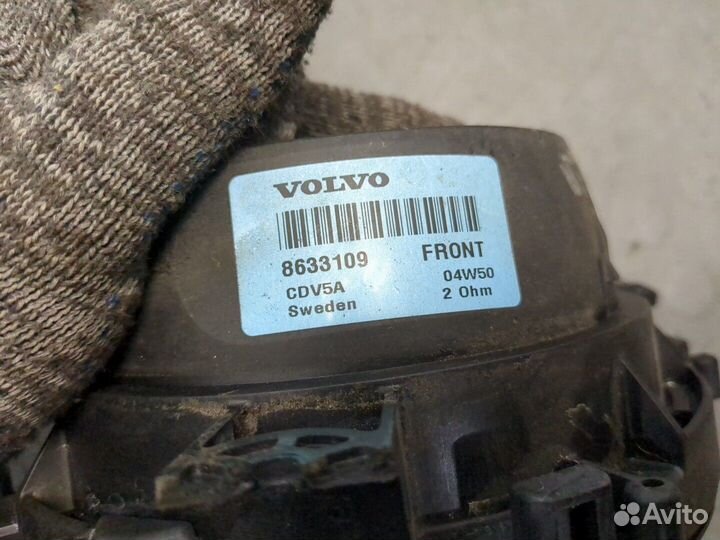 VOLVO
8633109 FRONT
CDV5A 04W50
Sweden 2 Ohm
Avito